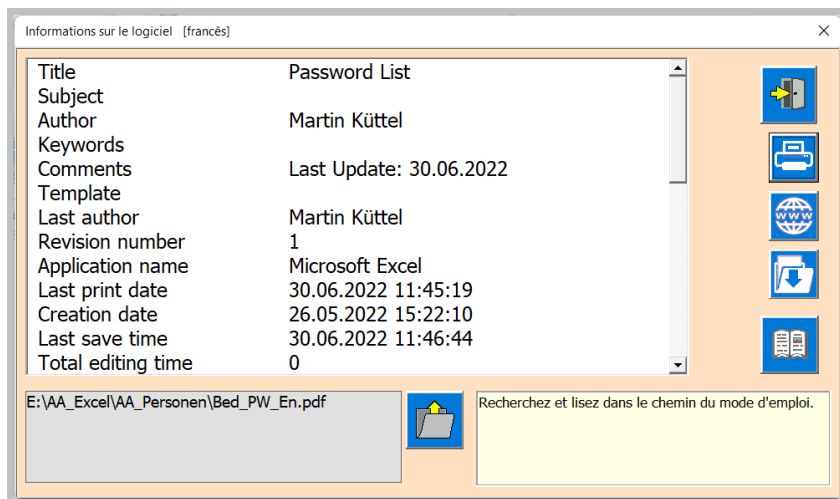 Informations sur le logiciel [francês]
Title Password List
Subject
Author Martin Küttel
Keywords
Comments Last Update: 30.06.2022
Template
Last author Martin Küttel
Revision number 1
Application name Microsoft Excel
Last print date 30.06.2022 11:45:19
Creation date 26.05.2022 15:22:10
Last save time 30.06.2022 11:46:44
Total editing time 0
WWW
E:\AA_Excel\AA_Personen\Bed_PW_En.pdf
Recherchez et lisez dans le chemin du mode d'emploi.